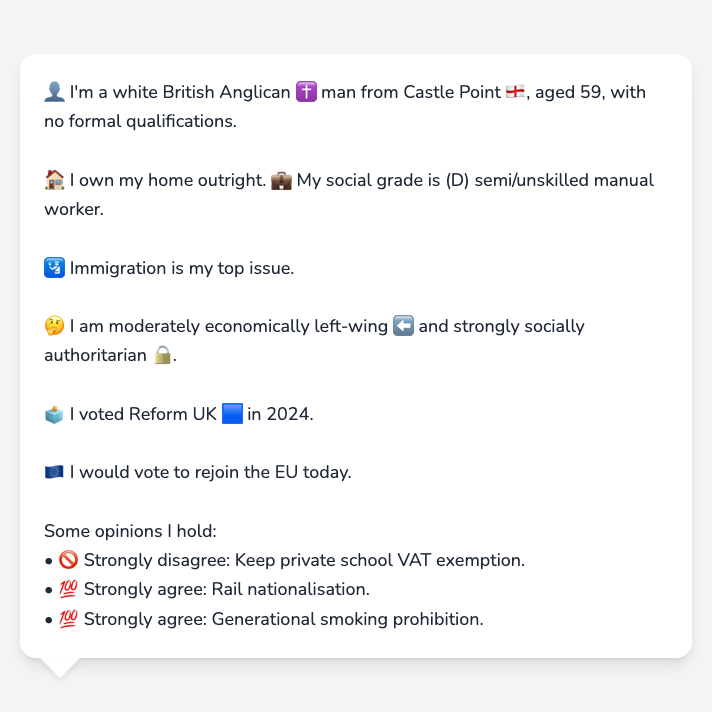 👤 I'm a white British Anglican ✝️ man from Castle Point 🏴󠁧󠁢󠁥󠁮󠁧󠁿, aged 59, with
no formal qualifications.
🏠 I own my home outright. 💼 My social grade is (D) semi/unskilled manual
worker.
🛂 Immigration is my top issue.
🤔 I am moderately economically left-wing ⬅️ and strongly socially
authoritarian 🔒.
🗳️ I voted Reform UK 🟦 in 2024.
🇪🇺 I would vote to rejoin the EU today.
Some opinions I hold:
• 🚫 Strongly disagree: Keep private school VAT exemption.
• 💯 Strongly agree: Rail nationalisation.
• 💯 Strongly agree: Generational smoking prohibition.